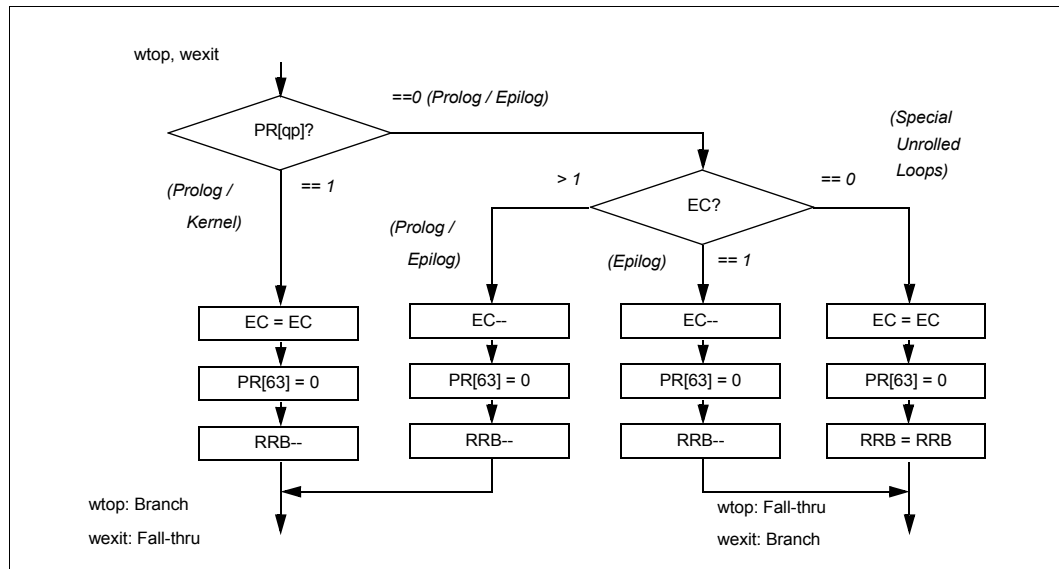 wtop, wexit
==0 (Prolog / Epilog)
PR[qp]?
(Special
Unrolled
Loops)
(Prolog /
Kernel)
== 1
> 1
== 0
EC?
(Prolog /
Epilog)
(Epilog)
== 1
EC = EC
EC--
EC--
EC = EC
PR[63] = 0
PR[63] = 0
PR[63] = 0
PR[63] = 0
RRB--
RRB--
RRB--
RRB = RRB
wtop: Branch
wexit: Fall-thru
wtop: Fall-thru
wexit: Branch